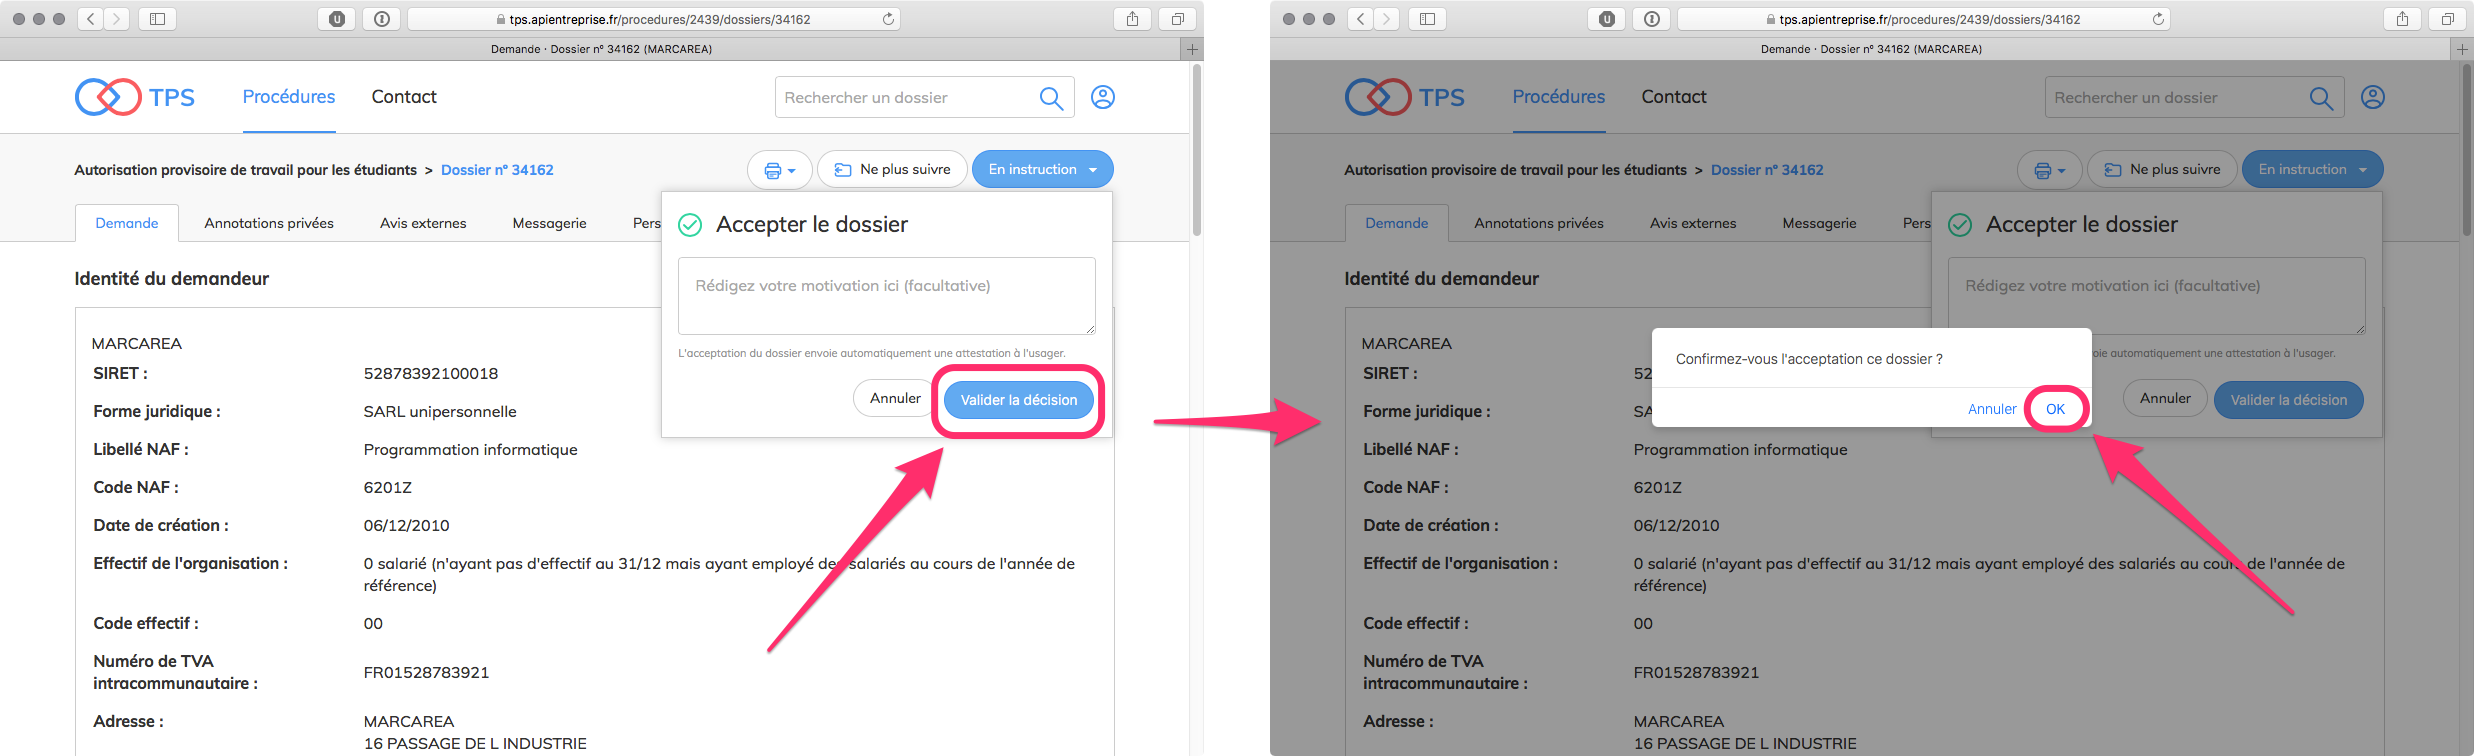 tps.apientreprise.fr/procedures/2439/dossiers/34162
Demande · Dossier n° 34162 (MARCAREA)
TPS
Procédures
Contact
Rechercher un dossier
Autorisation provisoire de travail pour les étudiants > Dossier n° 34162
Ne plus suivre
En instruction
Demande
Annotations privées
Avis externes
Messagerie
Pers
Accepter le dossier
Rédigez votre motivation ici (facultative)
L'acceptation du dossier envoie automatiquement une attestation à l'usager.
Annuler
Valider la décision
Identité du demandeur
MARCAREA
SIRET : 52878392100018
Forme juridique : SARL unipersonnelle
Libellé NAF : Programmation informatique
Code NAF : 6201Z
Date de création : 06/12/2010
Effectif de l'organisation : 0 salarié (n'ayant pas d'effectif au 31/12 mais ayant employé des salariés au cours de l'année de
référence)
Code effectif : 00
Numéro de TVA
intracommunautaire : FR01528783921
Adresse : MARCAREA
16 PASSAGE DE L INDUSTRIE
tps.apientreprise.fr/procedures/2439/dossiers/34162
Demande · Dossier n° 34162 (MARCAREA)
TPS
Procédures
Contact
Rechercher un dossier
Autorisation provisoire de travail pour les étudiants > Dossier n° 34162
Ne plus suivre
En instruction
Demande
Annotations privées
Avis externes
Messagerie
Pers
Accepter le dossier
Rédigez votre motivation ici (facultative)
oie automatiquement une attestation à l'usager.
Annuler
Valider la décision
Confirmez-vous l'acceptation ce dossier ?
Annuler
OK
Identité du demandeur
MARCAREA
SIRET : 52
Forme juridique : SA
Libellé NAF : Programmation informatique
Code NAF : 6201Z
Date de création : 06/12/2010
Effectif de l'organisation : 0 salarié (n'ayant pas d'effectif au 31/12 mais ayant employé des salariés au cours de l'année de
référence)
Code effectif : 00
Numéro de TVA
intracommunautaire : FR01528783921
Adresse : MARCAREA
16 PASSAGE DE L INDUSTRIE